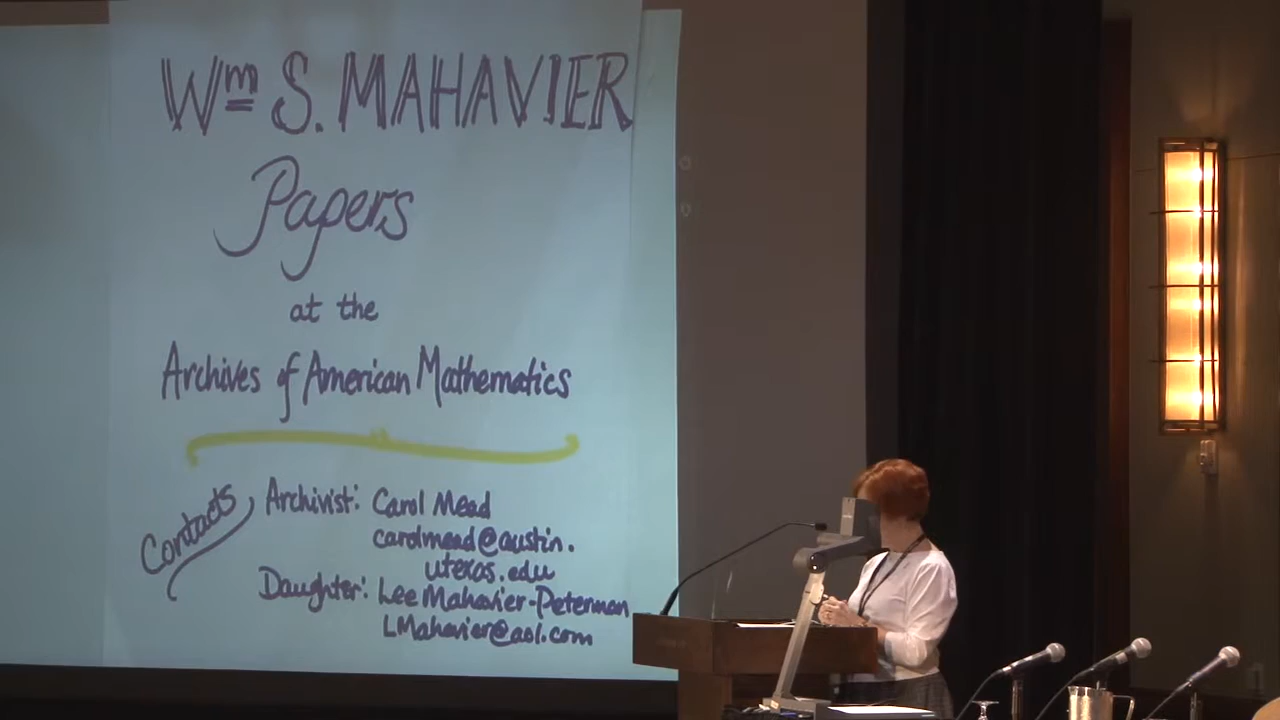 Wm S. MAHAVIER
Papers
at the
Archives of American Mathematics
Contacts
Archivist: Carol Mead
carolmead@austin.
utexas.edu
Daughter: Lee Mahavier-Peterman
LMahavier@aol.com